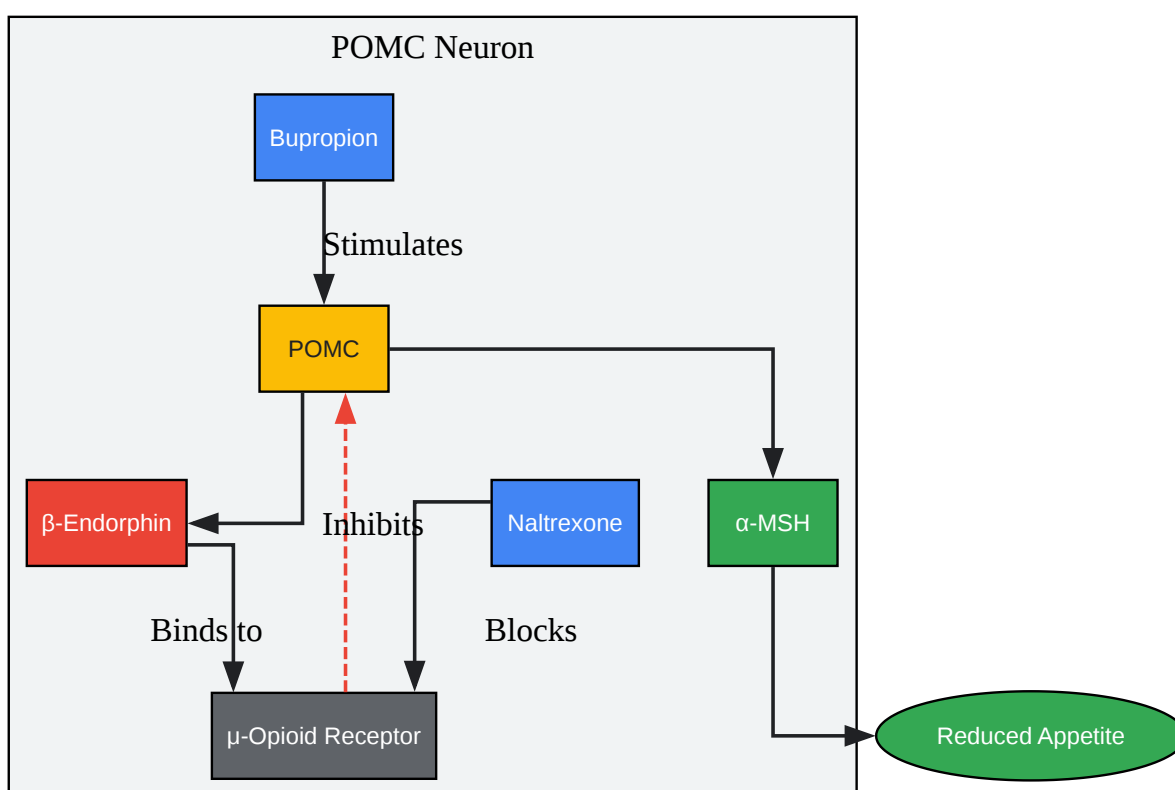 POMC Neuron
Bupropion
Stimulates
POMC
β-Endorphin
Inhibits
Naltrexone
α-MSH
Binds to
Blocks
μ-Opioid Receptor
Reduced Appetite